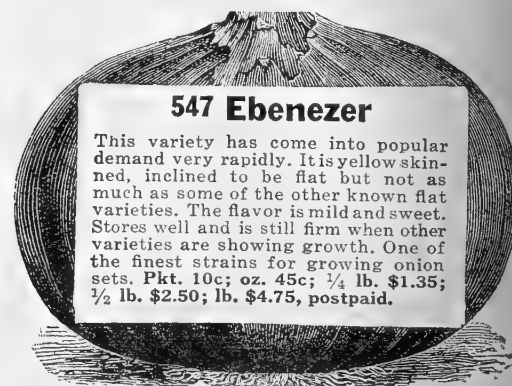 547 Ebenezer
This variety has come into popular
demand very rapidly. It is yellow skin-
ned, inclined to be flat but not as
much as some of the other known flat
varieties. The flavor is mild and sweet.
Stores well and is still firm when other
varieties are showing growth. One of
the finest strains for growing onion
sets. Pkt. 10c; oz. 45c; ¼ lb. $1.35;
½ lb. $2.50; lb. $4.75, postpaid.